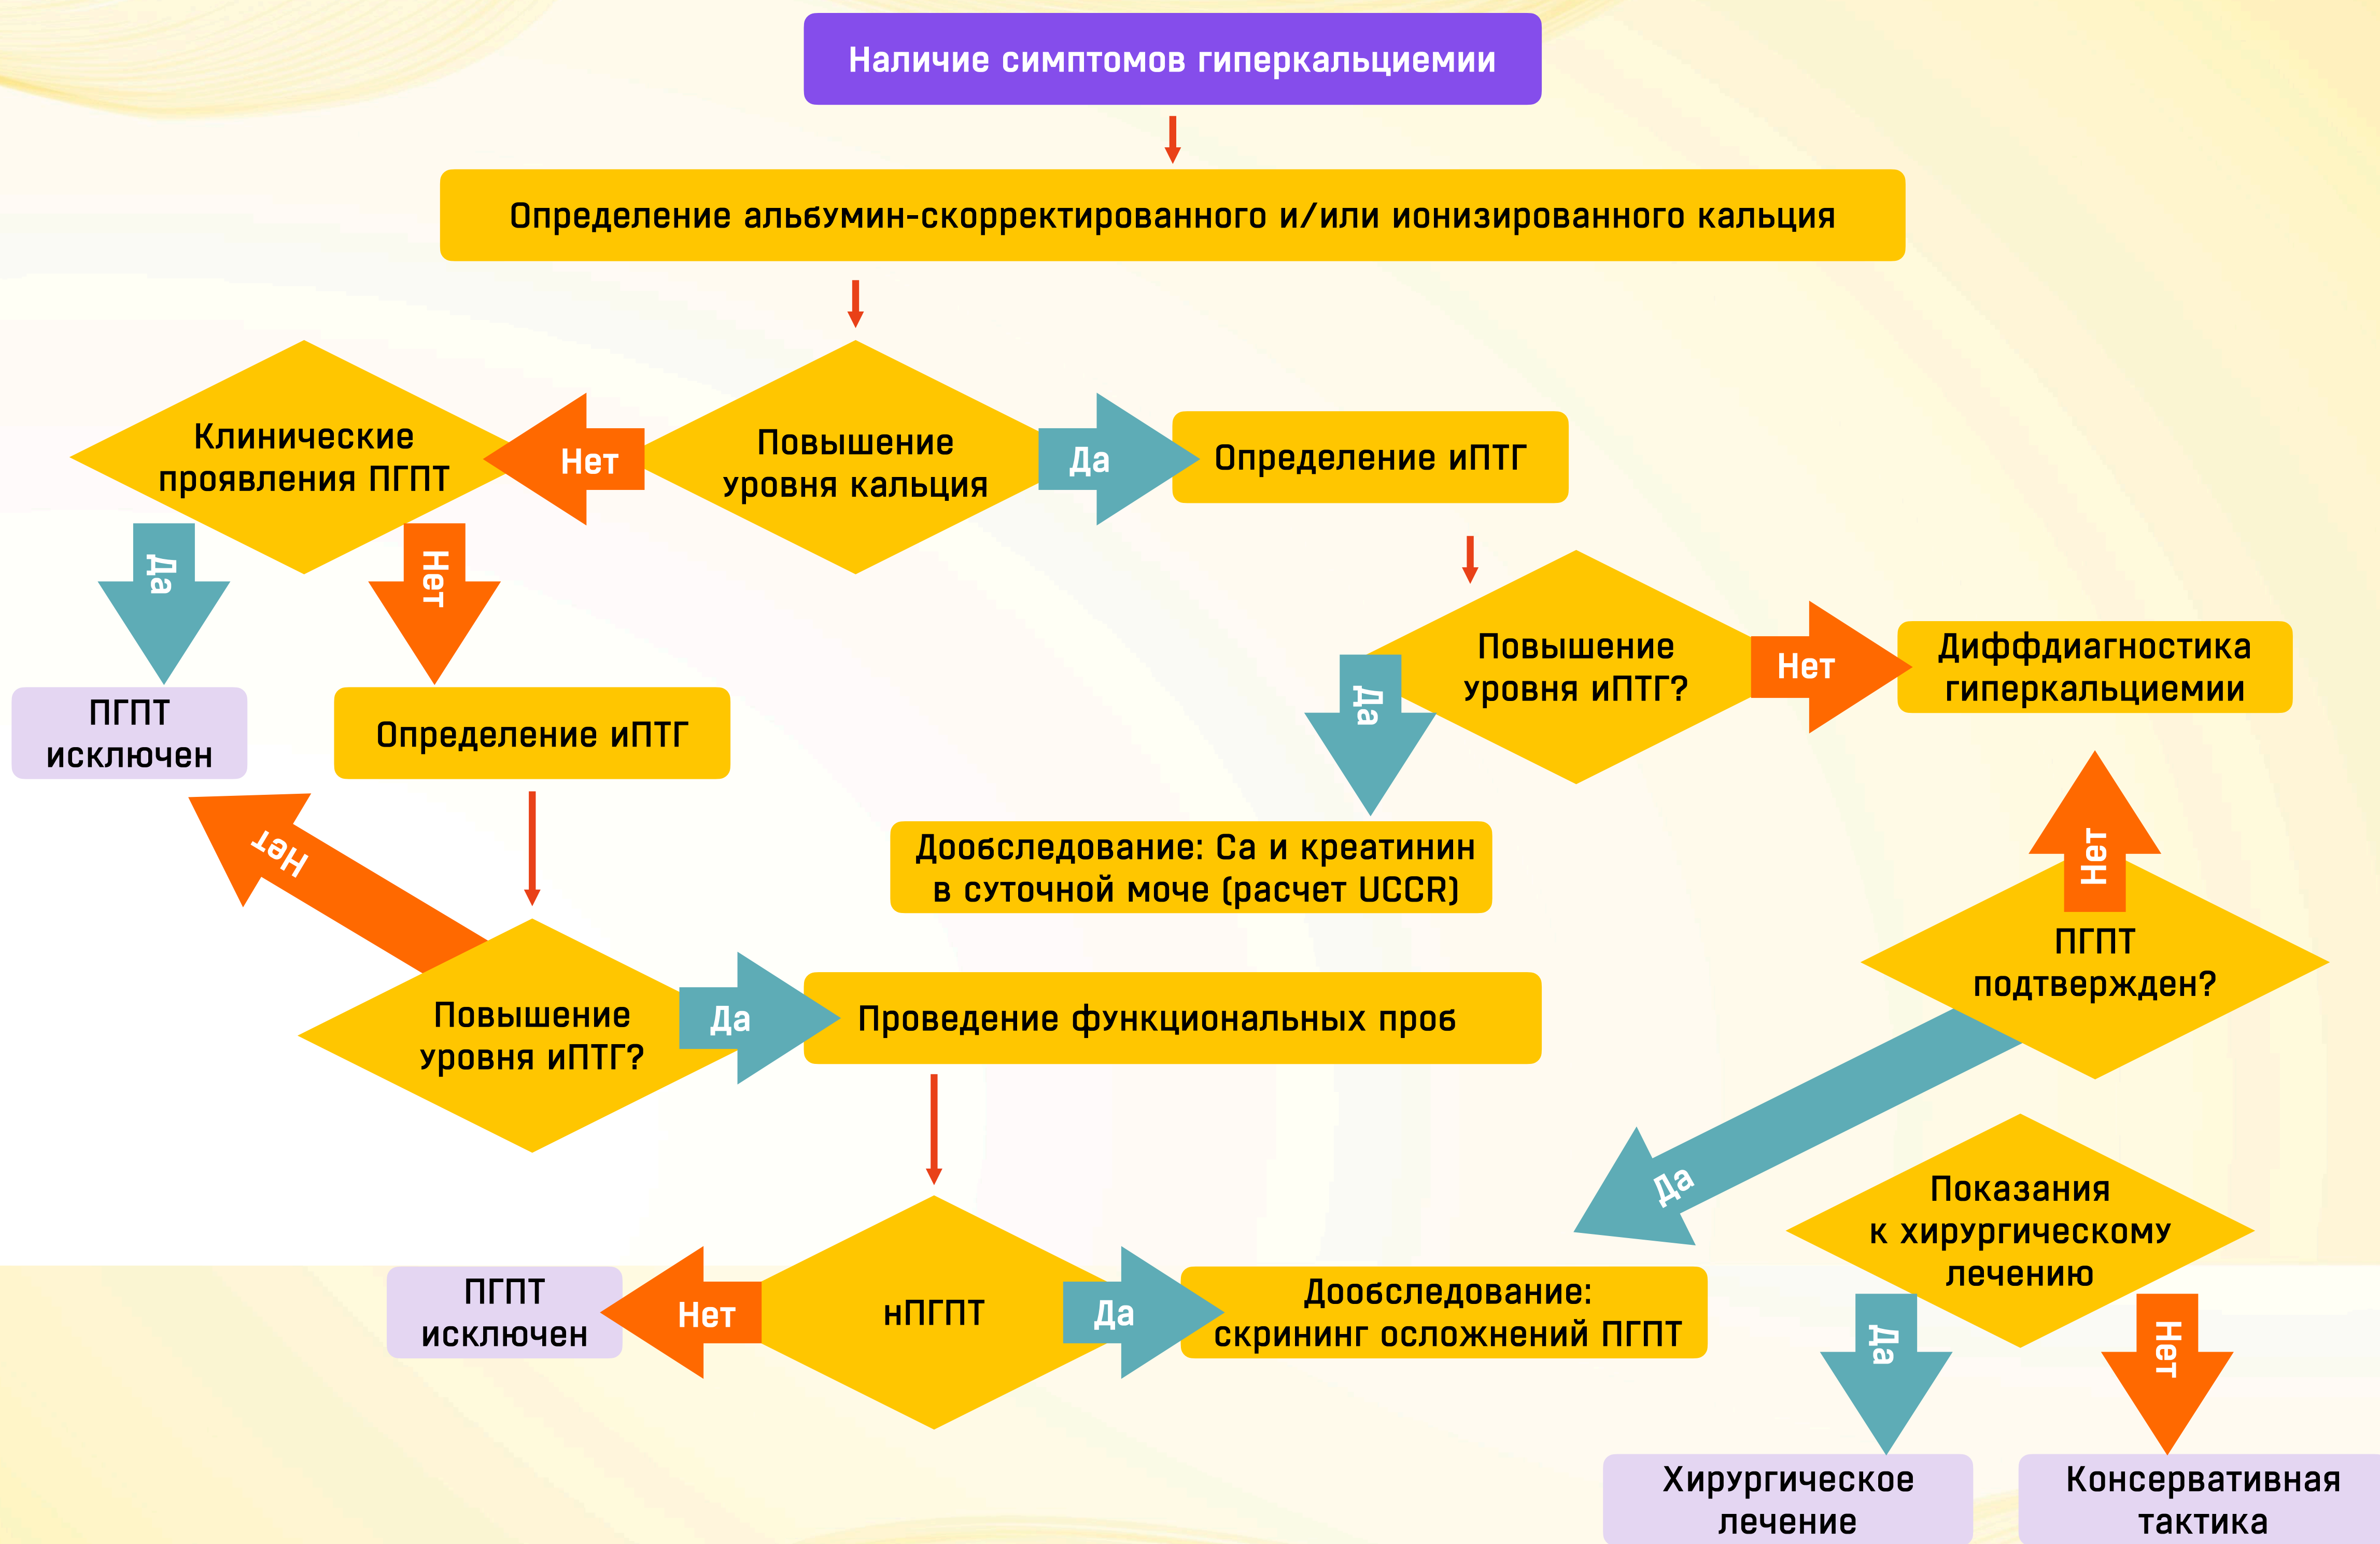 Наличие симптомов гиперкальциемии
Определение альбумин-скорректированного и/или ионизированного кальция
Клинические
проявления ПГПТ
Нет
Повышение
уровня кальция
Да
Определение иПТГ
Да
Нет
ПГПТ
исключен
Определение иПТГ
Повышение
уровня иПТГ?
Нет
Диффдиагностика
гиперкальциемии
Да
Дообследование: Ca и креатинин
в суточной моче (расчет UCCR)
Нет
ПГПТ
подтвержден?
Нет
Повышение
уровня иПТГ?
Да
Проведение функциональных проб
Да
Показания
к хирургическому
лечению
ПГПТ
исключен
Нет
нПГПТ
Да
Дообследование:
скрининг осложнений ПГПТ
Да
Нет
Хирургическое
лечение
Консервативная
тактика